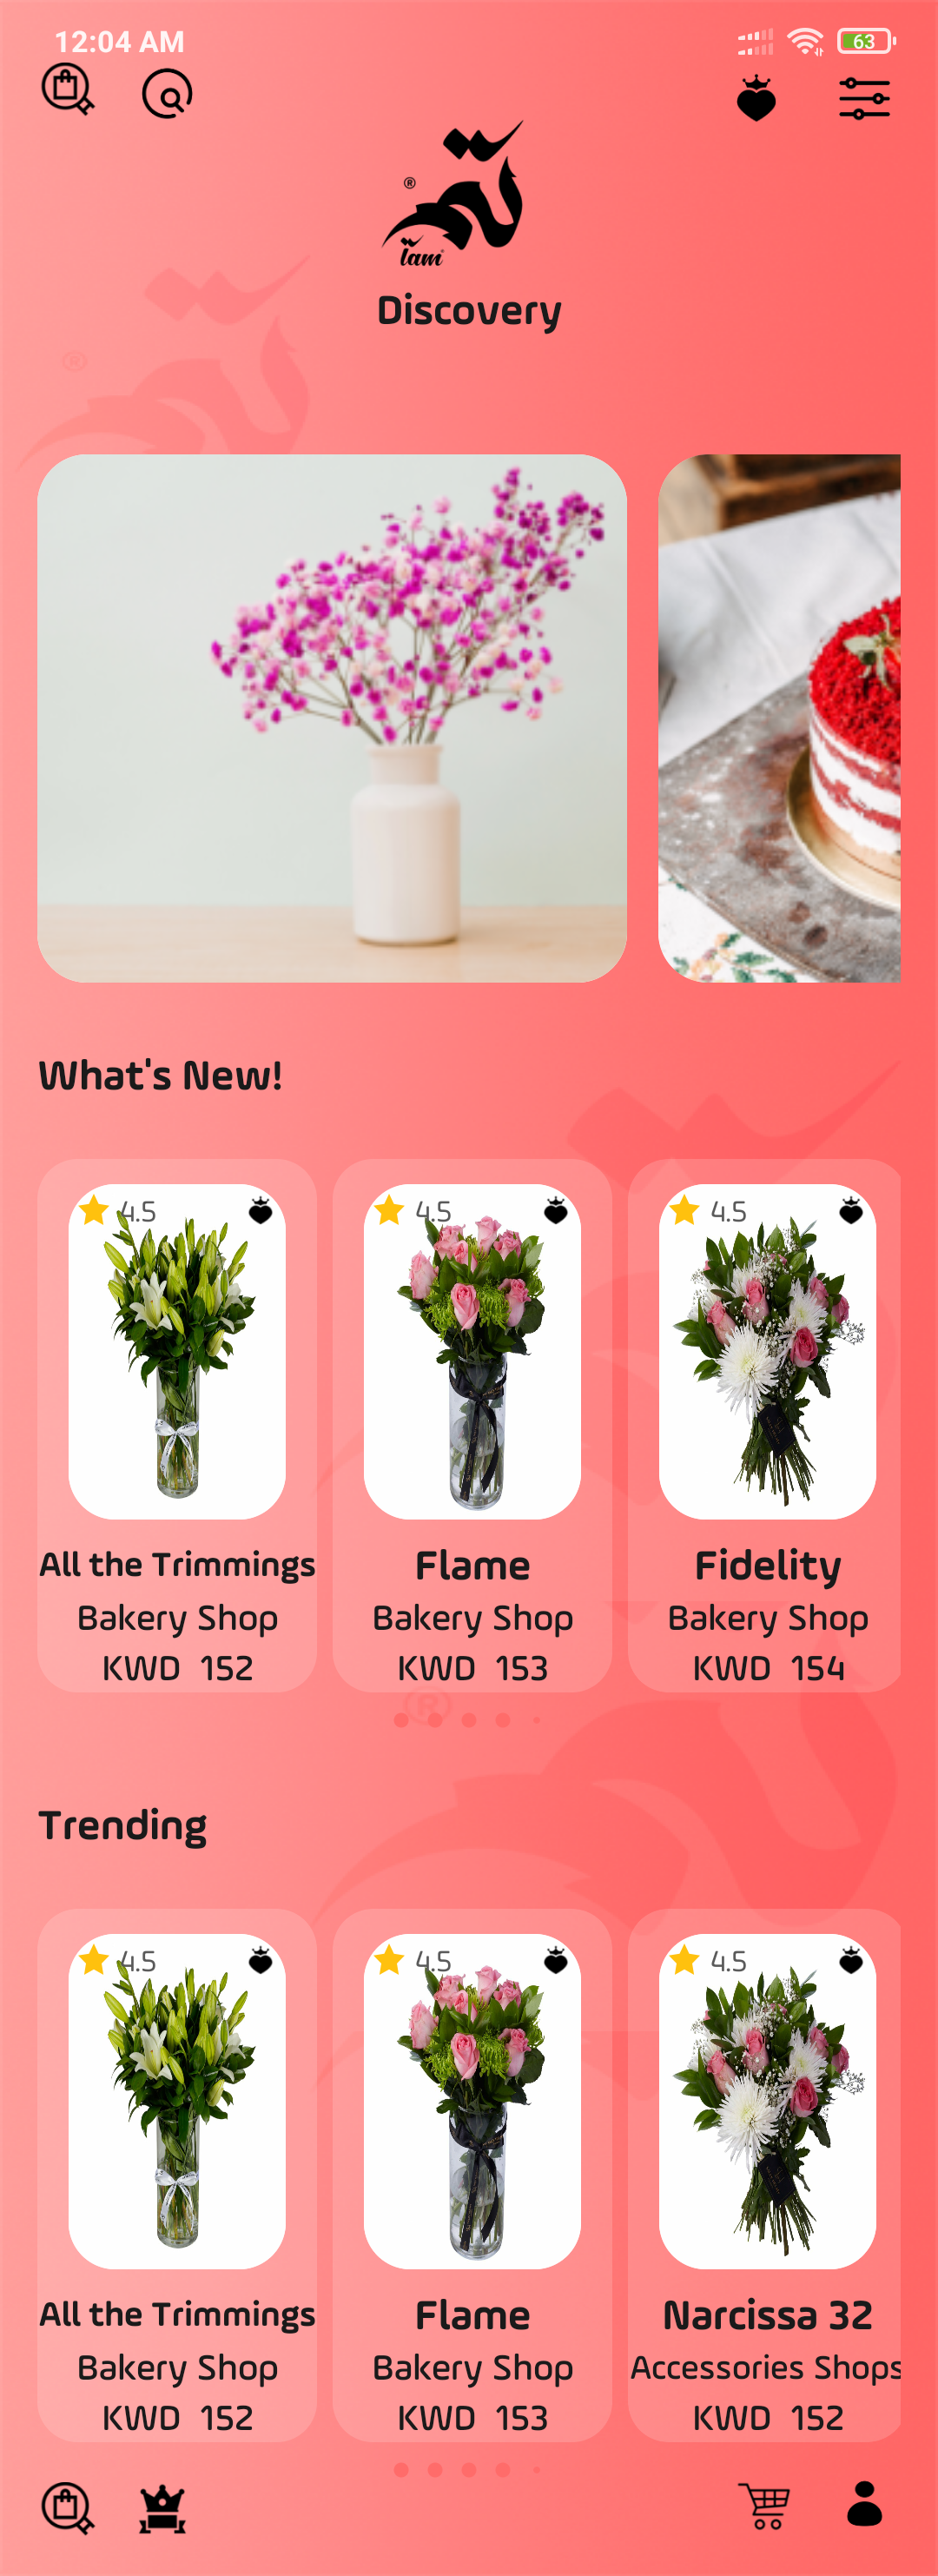 12:04 AM
63
®
تم
Tam
Discovery
®
What's New!
4.5
4.5
4.5
All the Trimmings
Flame
Fidelity
Bakery Shop
Bakery Shop
Bakery Shop
KWD 152
KWD 153
KWD 154
®
Trending
4.5
4.5
4.5
All the Trimmings
Flame
Narcissa 32
Bakery Shop
Bakery Shop
Accessories Shops
KWD 152
KWD 153
KWD 152